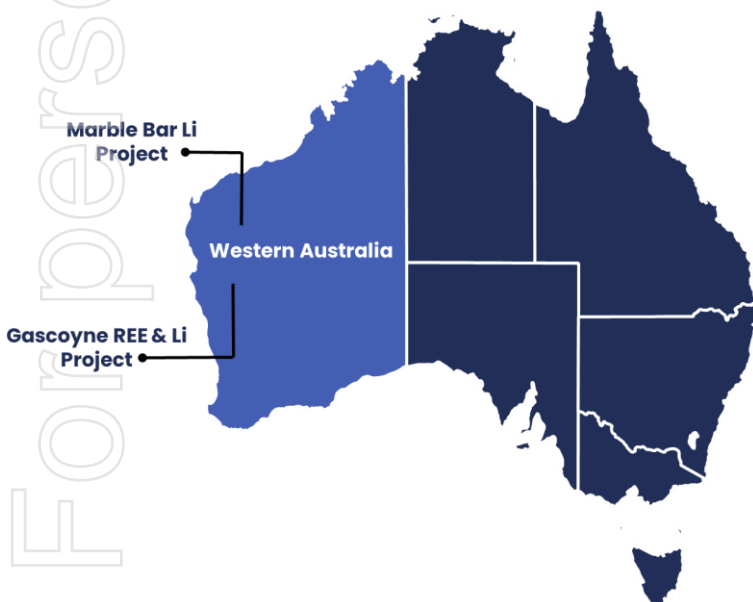 For perso
Marble Bar Li
Project
Western Australia
Gascoyne REE & Li
Project